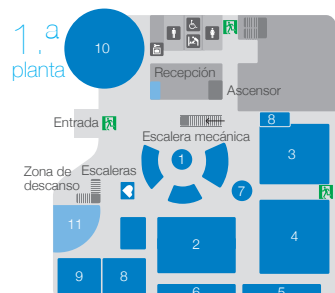 1.ª
planta
10
Recepción
Ascensor
Entrada
Escalera mecánica
8
3
Zona de
descanso
Escaleras
1
7
11
2
4
9
8
6
5